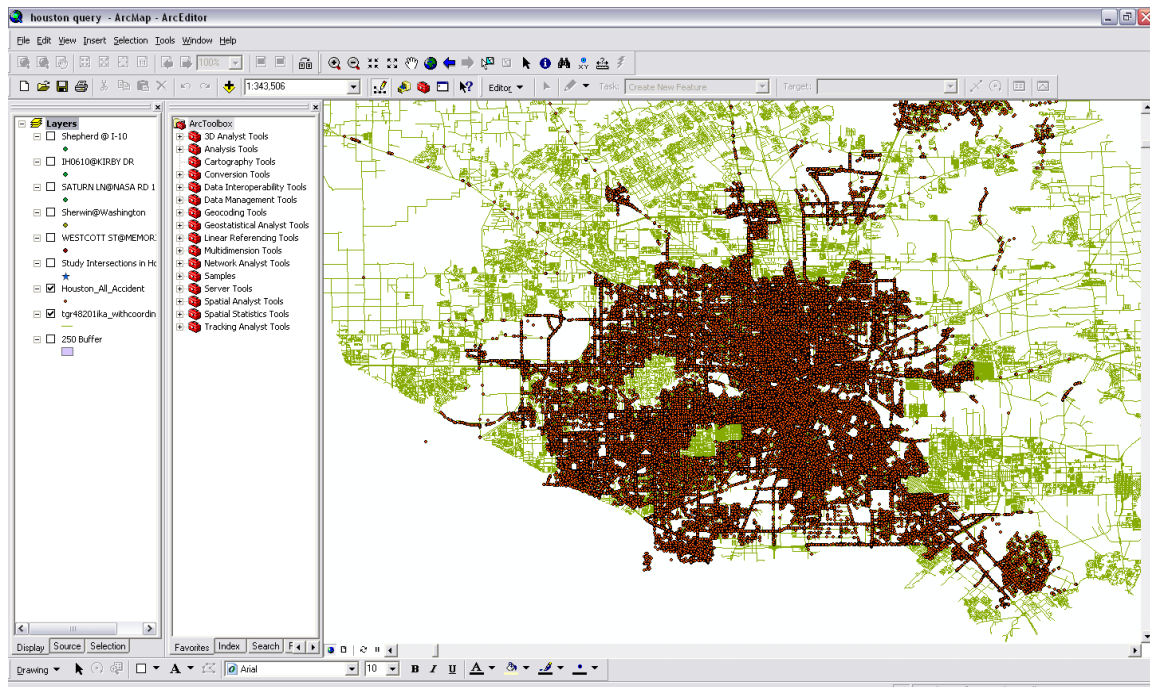 houston query - ArcMap - ArcEditor
File Edit View Insert Selection Tools Window Help
100%
1:343,506
Editor
Task: Create New Feature
Target:
Layers
Shepherd @ I-10
IH0610@KIRBY DR
SATURN LN@NASA RD 1
Sherwin@Washington
WESTCOTT ST@MEMOR
Study Intersections in Ho
Houston_All_Accident
tgr48201lka_withcoordin
250 Buffer
Display Source Selection
ArcToolbox
3D Analyst Tools
Analysis Tools
Cartography Tools
Conversion Tools
Data Interoperability Tools
Data Management Tools
Geocoding Tools
Geostatistical Analyst Tools
Linear Referencing Tools
Multidimension Tools
Network Analyst Tools
Samples
Server Tools
Spatial Analyst Tools
Spatial Statistics Tools
Tracking Analyst Tools
Favorites Index Search F
Drawing
A
Arial
10
B I U A